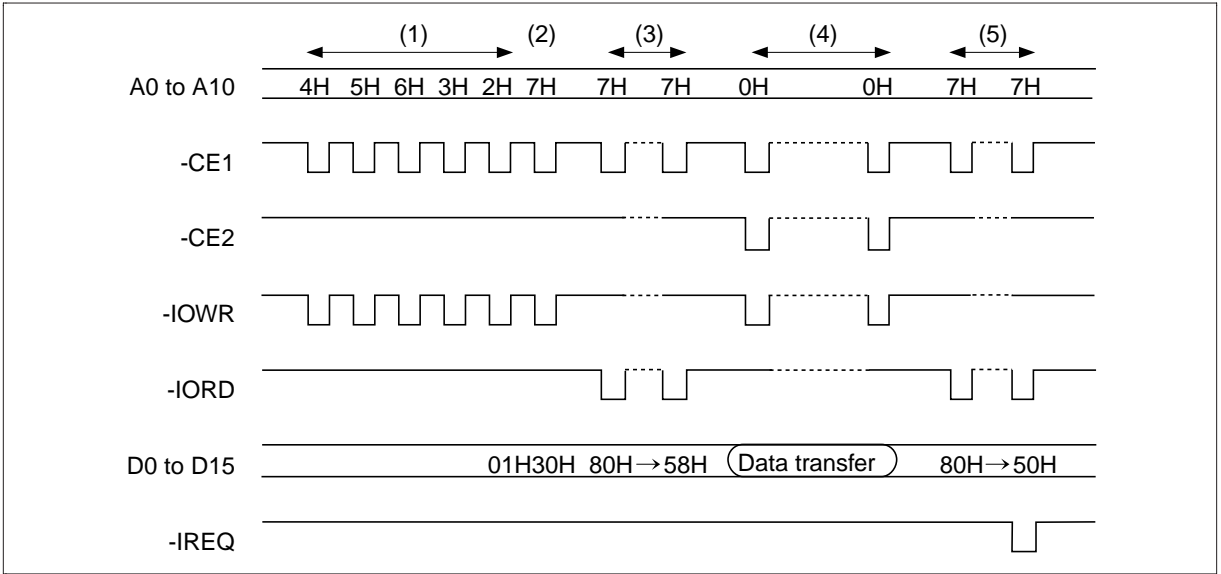 (1) (2) (3) (4) (5)
A0 to A10 4H 5H 6H 3H 2H 7H 7H 7H 0H 0H 7H 7H
-CE1
-CE2
-IOWR
-IORD
D0 to D15 01H30H 80H→58H Data transfer 80H→50H
-IREQ